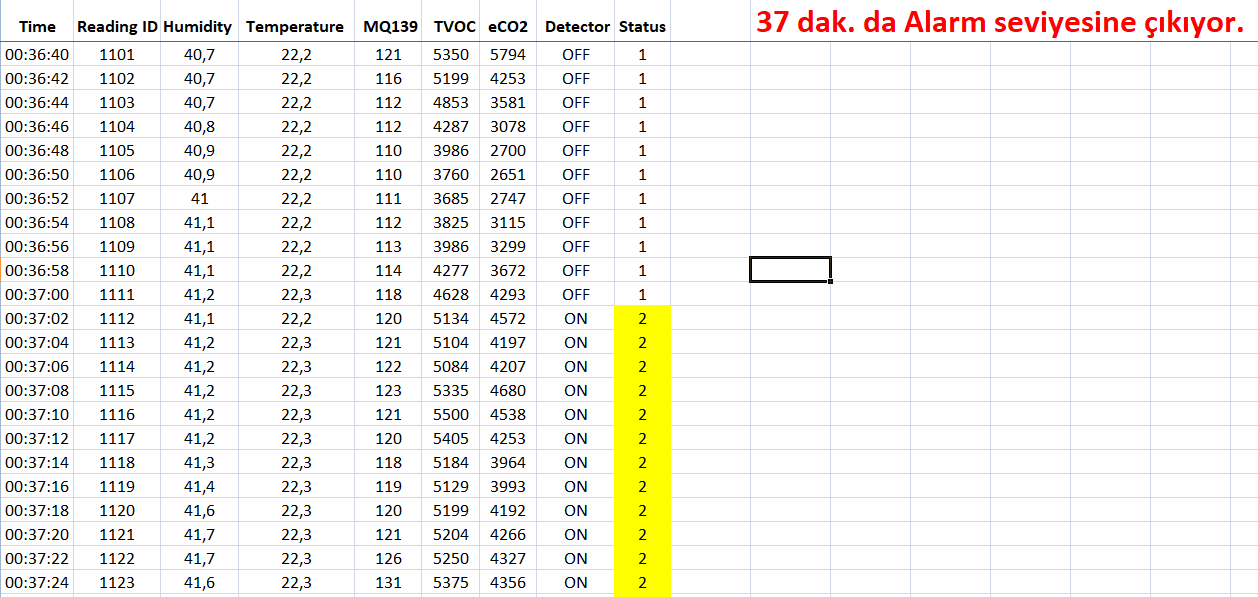 Time Reading ID Humidity Temperature MQ139 TVOC eCO2 Detector Status 37 dak. da Alarm seviyesine çıkıyor.
00:36:40 1101 40,7 22,2 121 5350 5794 OFF 1
00:36:42 1102 40,7 22,2 116 5199 4253 OFF 1
00:36:44 1103 40,7 22,2 112 4853 3581 OFF 1
00:36:46 1104 40,8 22,2 112 4287 3078 OFF 1
00:36:48 1105 40,9 22,2 110 3986 2700 OFF 1
00:36:50 1106 40,9 22,2 110 3760 2651 OFF 1
00:36:52 1107 41 22,2 111 3685 2747 OFF 1
00:36:54 1108 41,1 22,2 112 3825 3115 OFF 1
00:36:56 1109 41,1 22,2 113 3986 3299 OFF 1
00:36:58 1110 41,1 22,2 114 4277 3672 OFF 1
00:37:00 1111 41,2 22,3 118 4628 4293 OFF 1
00:37:02 1112 41,1 22,2 120 5134 4572 ON 2
00:37:04 1113 41,2 22,3 121 5104 4197 ON 2
00:37:06 1114 41,2 22,3 122 5084 4207 ON 2
00:37:08 1115 41,2 22,3 123 5335 4680 ON 2
00:37:10 1116 41,2 22,3 121 5500 4538 ON 2
00:37:12 1117 41,2 22,3 120 5405 4253 ON 2
00:37:14 1118 41,3 22,3 118 5184 3964 ON 2
00:37:16 1119 41,4 22,3 119 5129 3993 ON 2
00:37:18 1120 41,6 22,3 120 5199 4192 ON 2
00:37:20 1121 41,7 22,3 121 5204 4266 ON 2
00:37:22 1122 41,7 22,3 126 5250 4327 ON 2
00:37:24 1123 41,6 22,3 131 5375 4356 ON 2